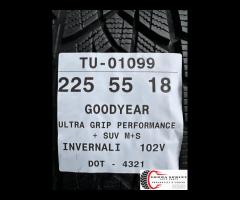 TU-01099
225 55 18
GOODYEAR
ULTRA GRIP PERFORMANCE
+ SUV M+S
INVERNALI 102V
DOT - 4321